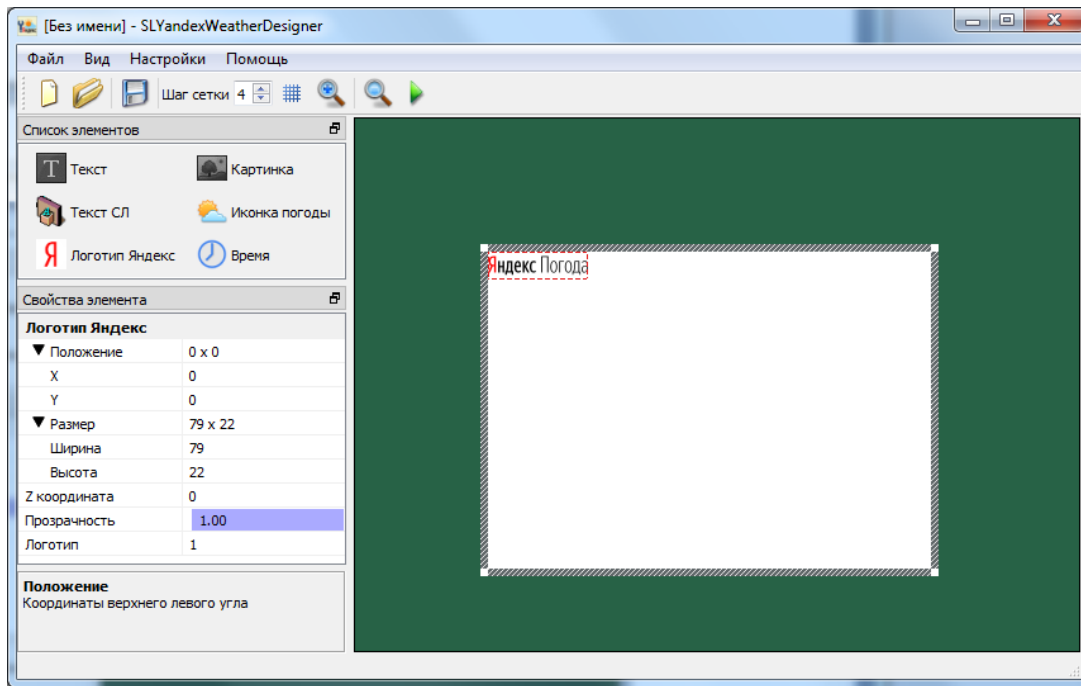 [Без имени] - SLYandexWeatherDesigner
Файл Вид Настройки Помощь
Шаг сетки 4
Список элементов
T Текст Картинка
Текст СЛ Иконка погоды
Я Логотип Яндекс Время
Свойства элемента
Логотип Яндекс
Положение 0 x 0
X 0
Y 0
Размер 79 x 22
Ширина 79
Высота 22
Z координата 0
Прозрачность 1.00
Логотип 1
Положение
Координаты верхнего левого угла
Яндекс Погода